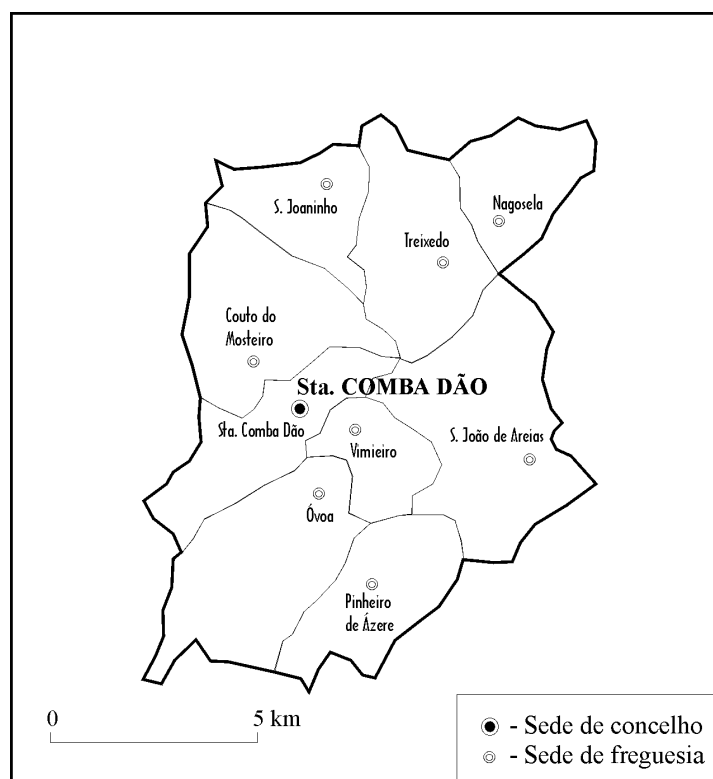 S. Joaninho
Nagosela
Treixedo
Couto do
Mosteiro
Sta. COMBA DÃO
Sta. Comba Dão
Vimieiro
S. João de Areias
Óvoa
Pinheiro
de Ázere
0 5 km
- Sede de concelho
- Sede de freguesia